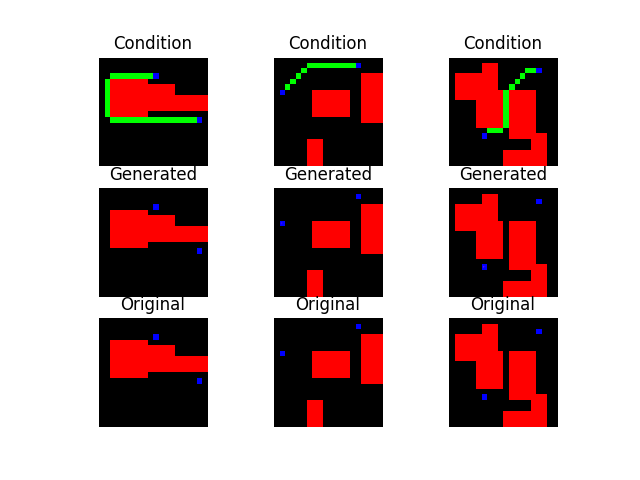 Condition Condition Condition
Generated Generated Generated
Original Original Original